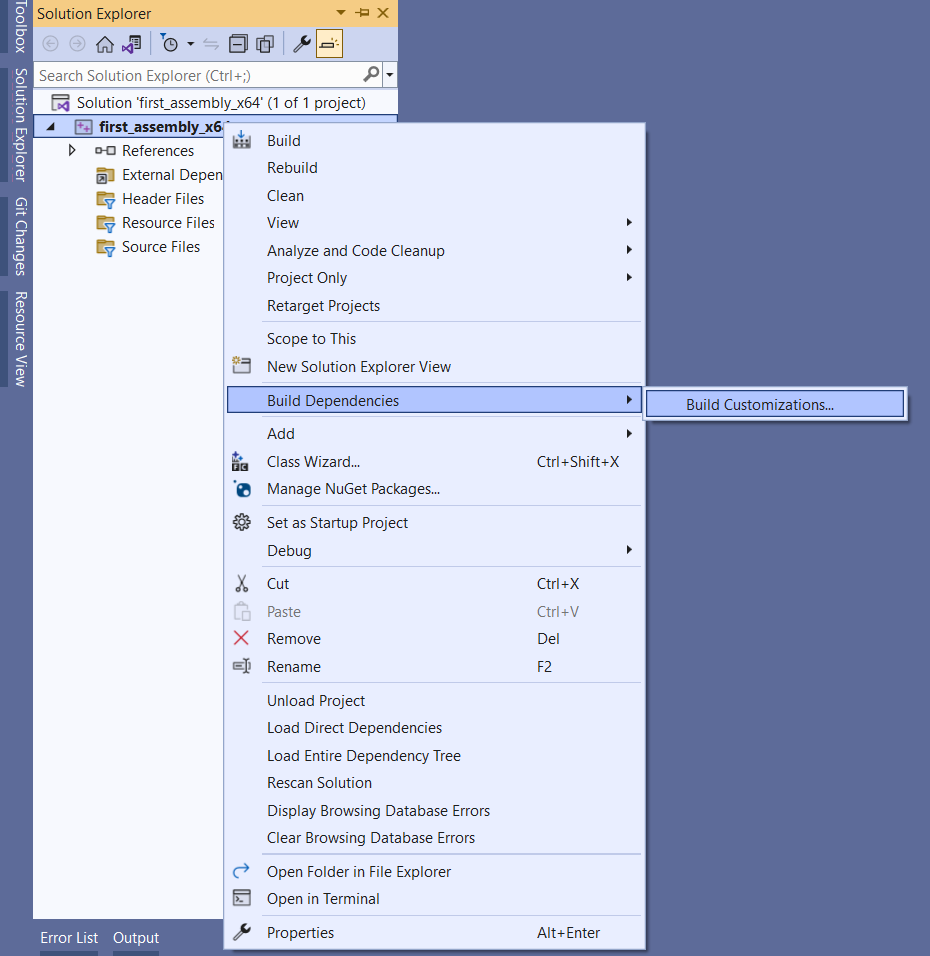 Toolbox
Solution Explorer
Git Changes
Resource View
Solution Explorer
Search Solution Explorer (Ctrl+;)
Solution 'first_assembly_x64' (1 of 1 project)
first_assembly_x64
References
External Depen
Header Files
Resource Files
Source Files
Build
Rebuild
Clean
View
Analyze and Code Cleanup
Project Only
Retarget Projects
Scope to This
New Solution Explorer View
Build Dependencies
Build Customizations...
Add
Class Wizard... Ctrl+Shift+X
Manage NuGet Packages...
Set as Startup Project
Debug
Cut Ctrl+X
Paste Ctrl+V
Remove Del
Rename F2
Unload Project
Load Direct Dependencies
Load Entire Dependency Tree
Rescan Solution
Display Browsing Database Errors
Clear Browsing Database Errors
Open Folder in File Explorer
Open in Terminal
Properties Alt+Enter
Error List Output